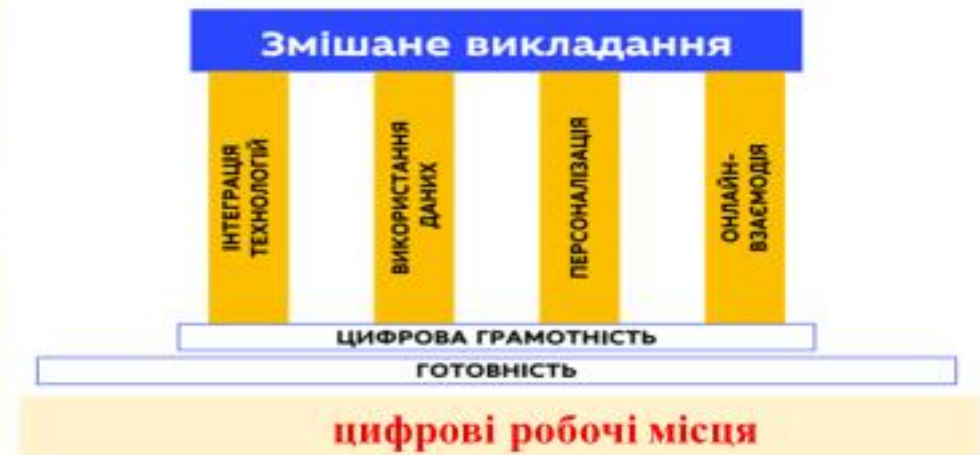 Змішане викладання
ІНТЕГРАЦІЯ
ТЕХНОЛОГІЙ
ВИКОРИСТАННЯ
ДАНИХ
ПЕРСОНАЛІЗАЦІЯ
ОНЛАЙН-
ВЗАЄМОДІЯ
ЦИФРОВА ГРАМОТНІСТЬ
ГОТОВНІСТЬ
цифрові робочі місця